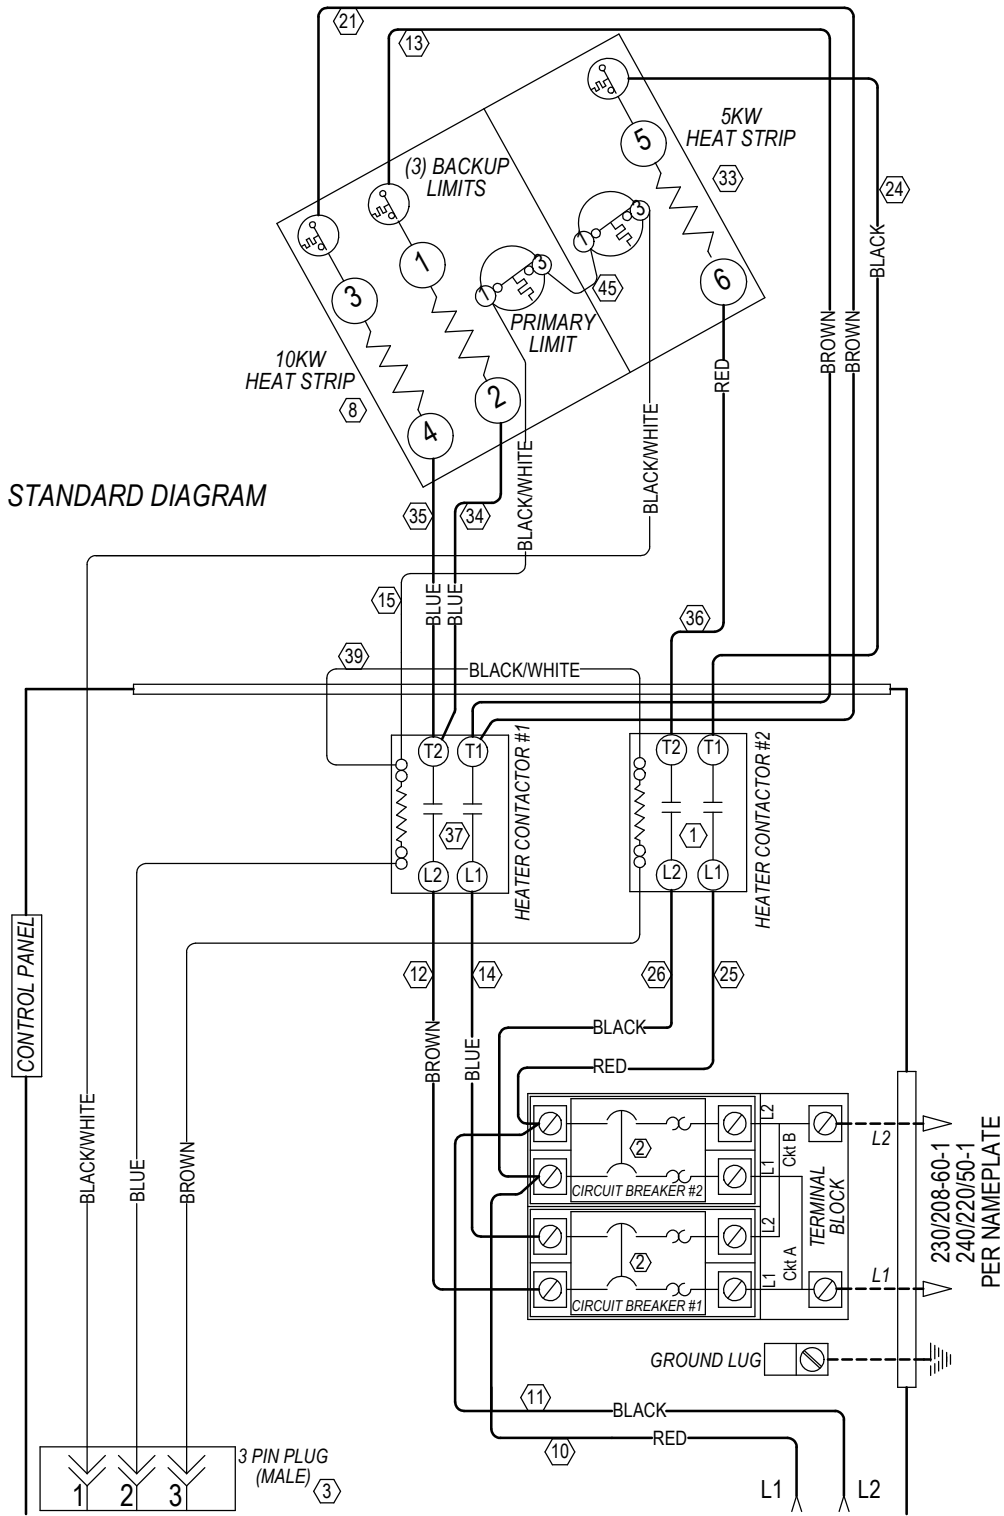 21
13
5KW
HEAT STRIP
33
24
(3) BACKUP
LIMITS
5
3
1
1
3
1
3
6
45
3
2
4
PRIMARY
LIMIT
10KW
HEAT STRIP
8
BLACK
BROWN
BROWN
RED
BLACK/WHITE
BLACK/WHITE
STANDARD DIAGRAM
35
34
15
BLUE
BLUE
36
39
BLACK/WHITE
T2
T1
HEATER CONTACTOR #1
T2
T1
HEATER CONTACTOR #2
37
1
L2
L1
L2
L1
CONTROL PANEL
12
14
26
25
BLACK
RED
BROWN
BLUE
BLACK/WHITE
BLUE
BROWN
2
CIRCUIT BREAKER #2
L2
L1
Ckt B
2
CIRCUIT BREAKER #1
L2
L1
Ckt A
TERMINAL
BLOCK
L2
L1
230/208-60-1
240/220/50-1
PER NAMEPLATE
GROUND LUG
11
BLACK
10
RED
3 PIN PLUG
(MALE)
3
1
2
3
L1
L2